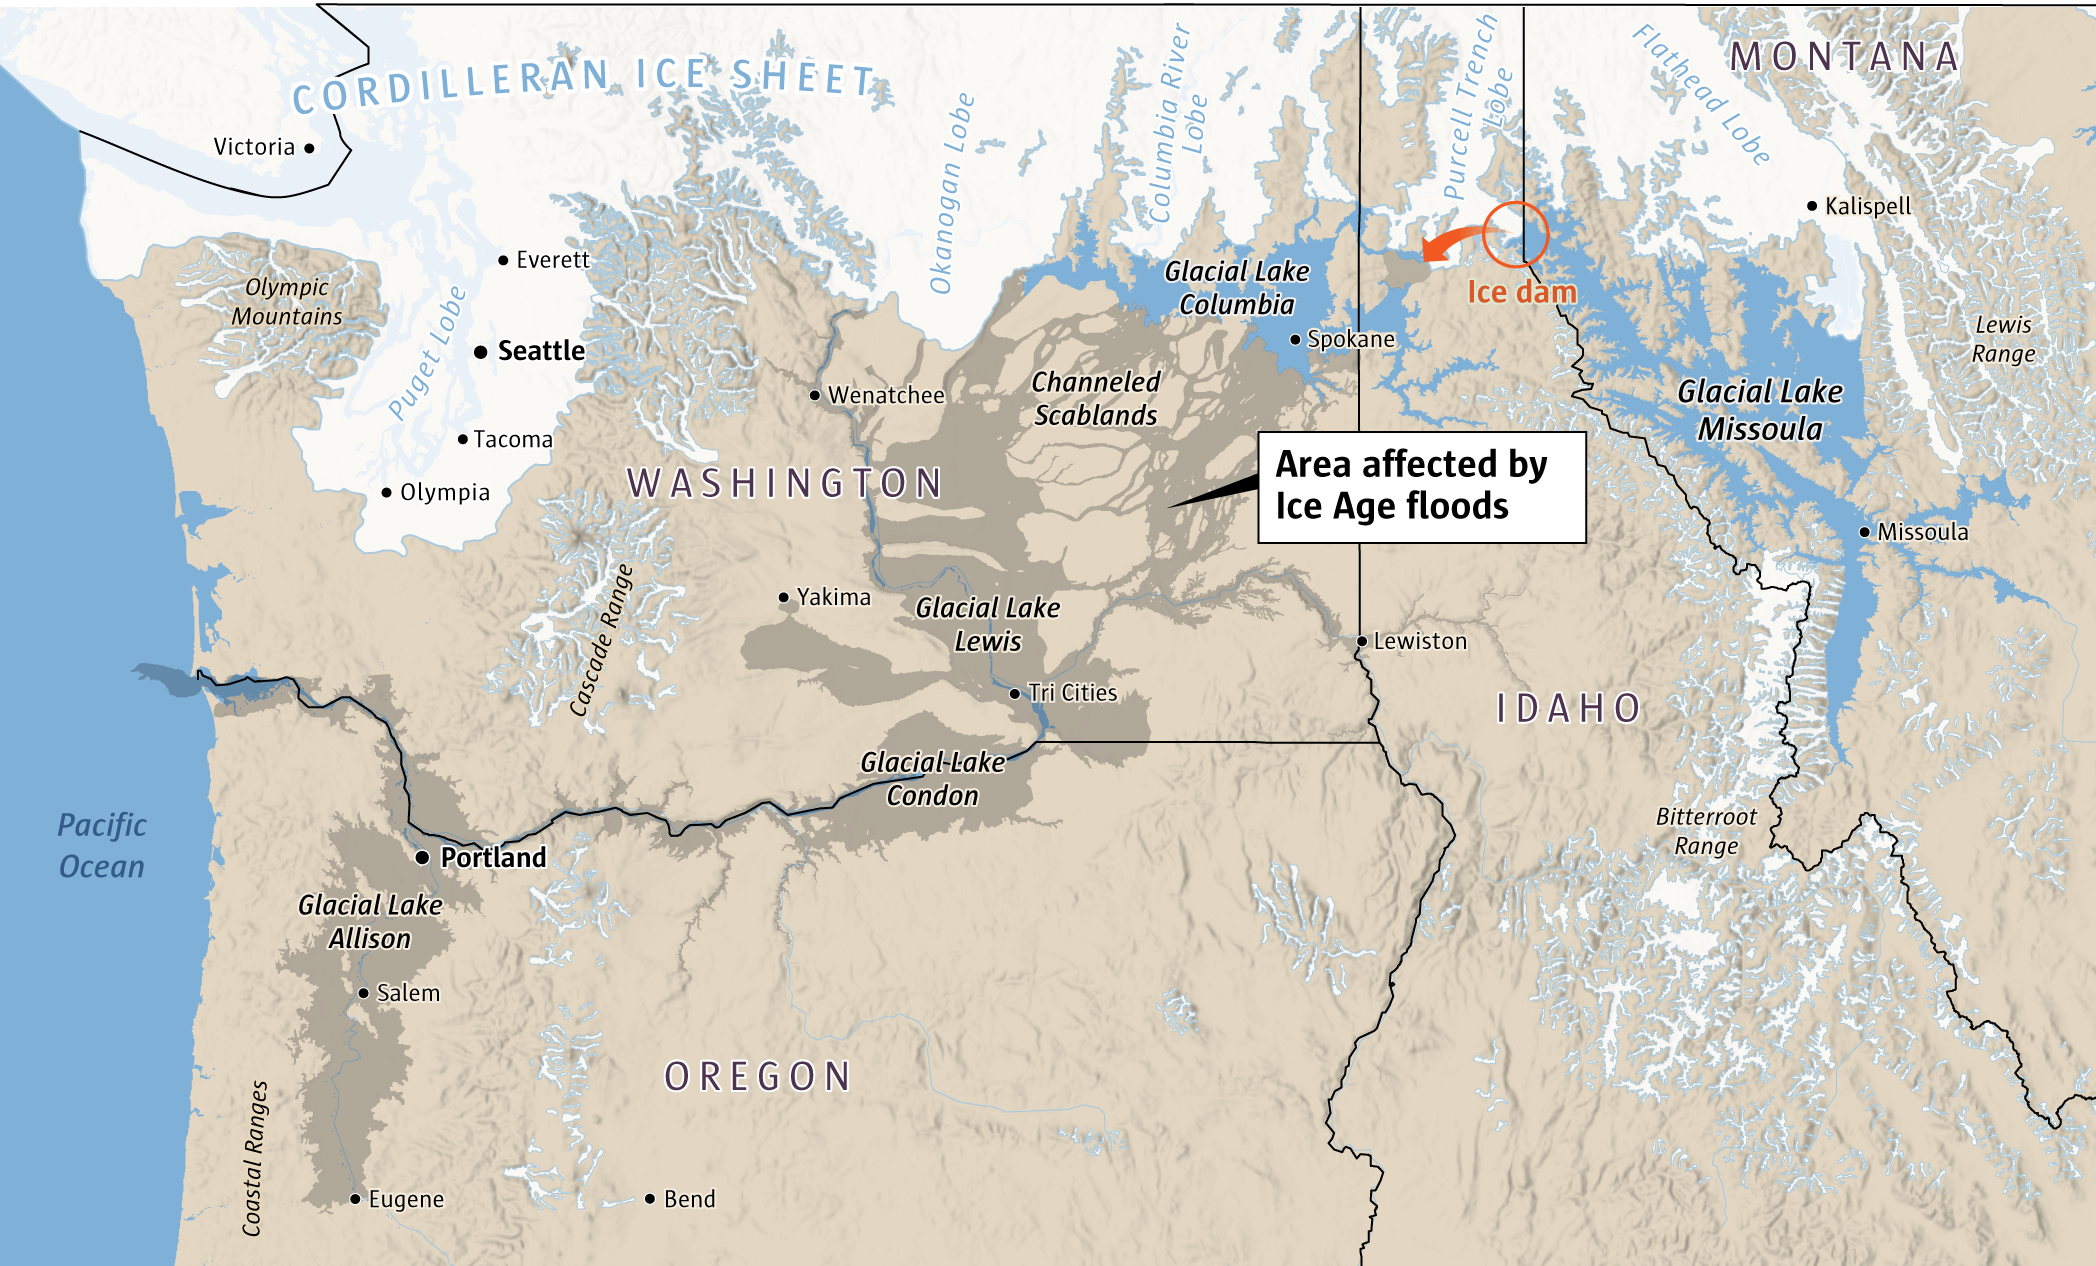 MONTANA
CORDILLERAN ICE SHEET
Columbia River
Lobe
Purcell Trench
Lobe
Flathead Lobe
Okanogan Lobe
Victoria
Kalispell
Everett
Olympic
Mountains
Puget Lobe
Seattle
Glacial Lake
Columbia
Ice dam
Spokane
Lewis
Range
Wenatchee
Channeled
Scablands
Glacial Lake
Missoula
Tacoma
Olympia
WASHINGTON
Area affected by
Ice Age floods
Missoula
Cascade Range
Yakima
Glacial Lake
Lewis
Lewiston
Tri Cities
IDAHO
Glacial Lake
Condon
Pacific
Ocean
Bitterroot
Range
Portland
Glacial Lake
Allison
Salem
OREGON
Coastal Ranges
Eugene
Bend